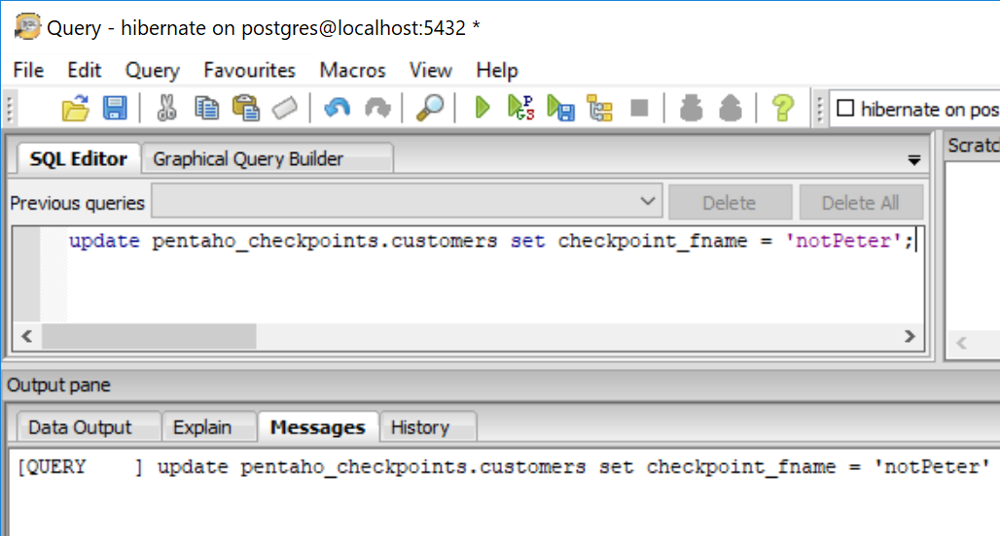 Query - hibernate on postgres@localhost:5432 *
File Edit Query Favourites Macros View Help
hibernate on pos
SQL Editor Graphical Query Builder
Scratc
Previous queries Delete Delete All
update pentaho_checkpoints.customers set checkpoint_fname = 'notPeter';
Output pane
Data Output Explain Messages History
[QUERY    ] update pentaho_checkpoints.customers set checkpoint_fname = 'notPeter'